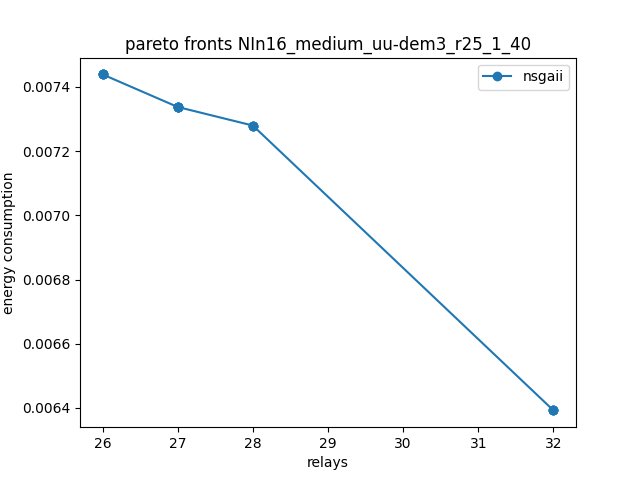 pareto fronts NIn16_medium_uu-dem3_r25_1_40
nsgaii
energy consumption
0.0074
0.0072
0.0070
0.0068
0.0066
0.0064
26 27 28 29 30 31 32
relays